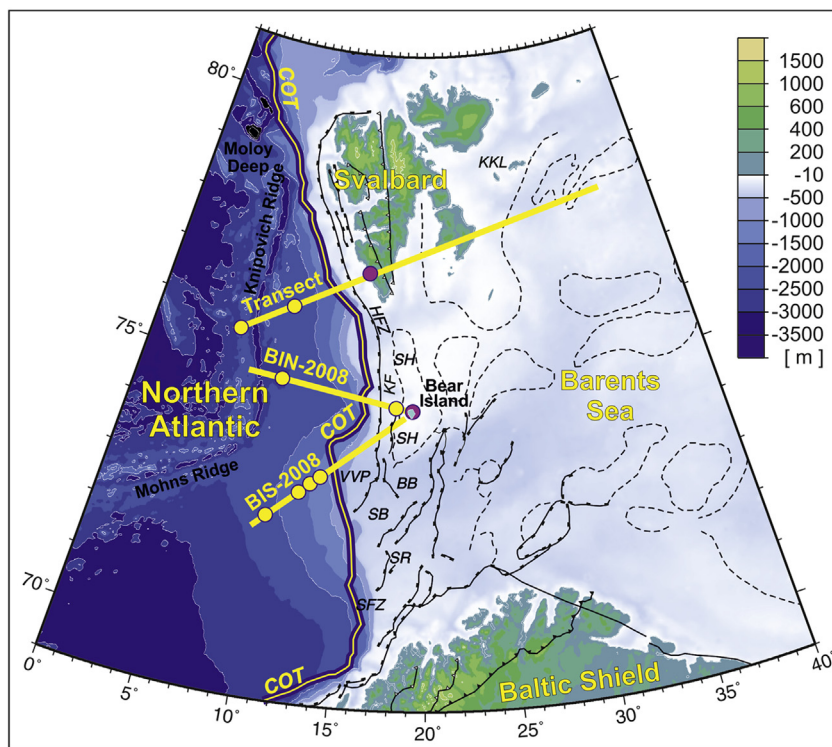 80°
COT
1500
1000
600
400
200
-10
-500
-1000
-1500
-2000
-2500
-3000
-3500
[ m ]
Moloy
Deep
KKL
Svalbard
Knipovich Ridge
Transect
75°
HFZ
BIN-2008
SH
KF
Bear
Island
Barents
Sea
Northern
Atlantic
COT
SH
Mohns Ridge
BIS-2008
VVP
BB
SB
SR
70°
SFZ
0°
COT
Baltic Shield
40°
5°
35°
10°
30°
15°
20°
25°